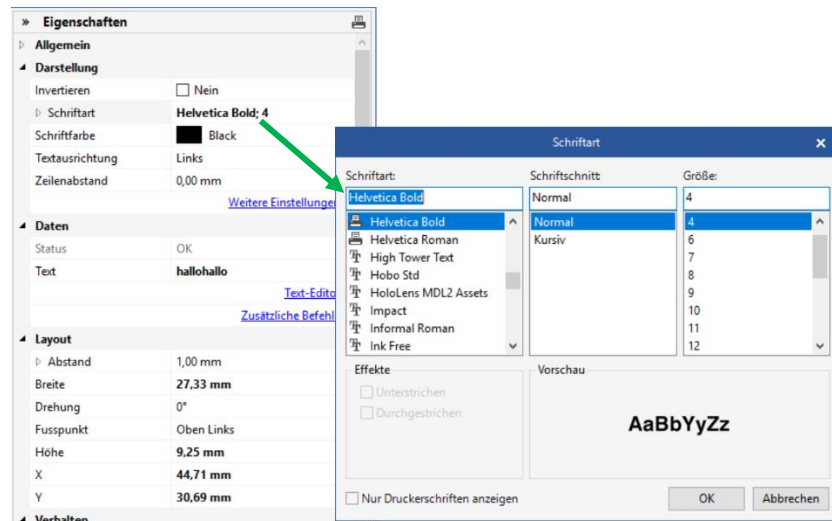 » Eigenschaften
Allgemein
Darstellung
Invertieren Nein
Schriftart Helvetica Bold; 4
Schriftfarbe Black
Textausrichtung Links
Zeilenabstand 0,00 mm
Weitere Einstellungen
Daten
Status OK
Text hallohallo
Text-Edito
Zusätzliche Befehl
Layout
Abstand 1,00 mm
Breite 27,33 mm
Drehung 0°
Fusspunkt Oben Links
Höhe 9,25 mm
X 44,71 mm
Y 30,69 mm
Verhalten
Schriftart
Schriftart: Schriftschnitt Größe:
Helvetica Bold Normal 4
Helvetica Bold Normal 4
Helvetica Roman Kursiv 6
High Tower Text 7
Hobo Std 8
HoloLens MDL2 Assets 9
Impact 10
Informal Roman 11
Ink Free 12
Effekte Vorschau
Unterstrichen
Durchgestrichen
AaBbYyZz
Nur Druckerschriften anzeigen OK Abbrechen